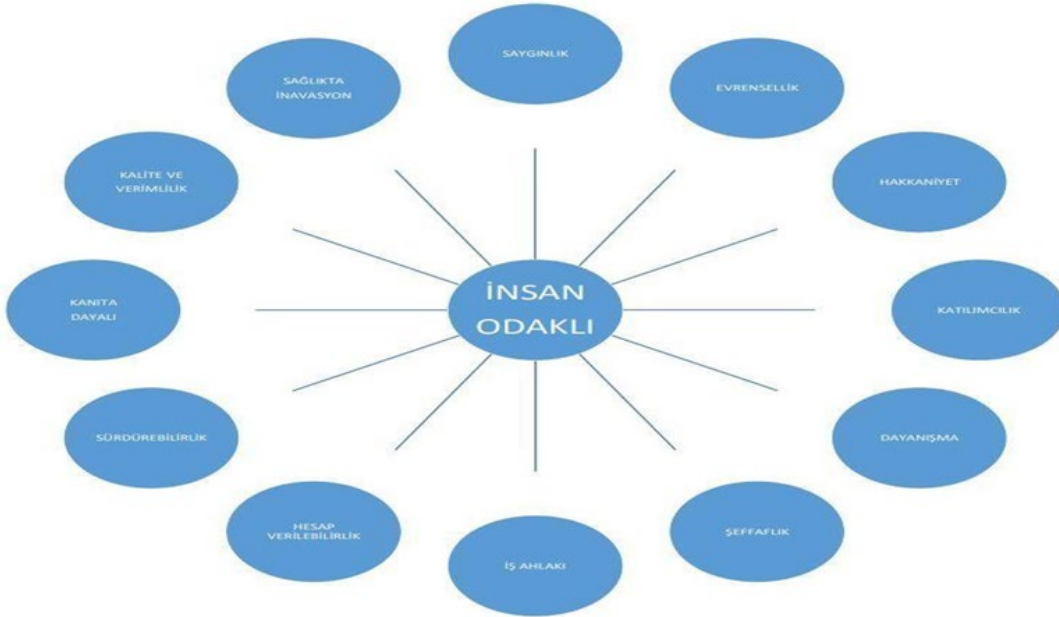 SAYGINLIK
EVRENSELLİK
HAKKANİYET
KATILIMCILIK
DAYANIŞMA
ŞEFFAFLIK
İŞ AHLAKI
HESAP
VERİLEBİLİRLİK
SÜRDÜREBİLİRLİK
KANITA
DAYALI
KALİTE VE
VERİMLİLİK
SAĞLIKTA
İNAVASYON
İNSAN
ODAKLI